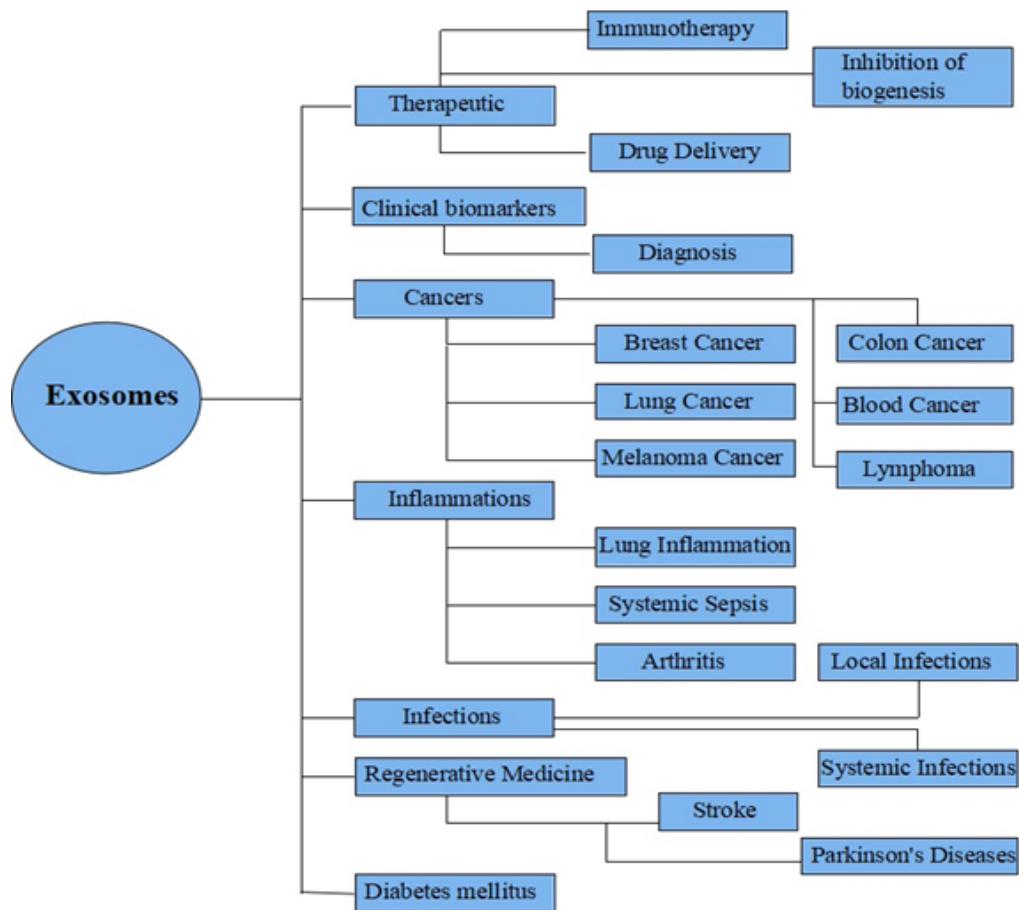 Immunotherapy
Inhibition of
biogenesis
Therapeutic
Drug Delivery
Clinical biomarkers
Diagnosis
Cancers
Breast Cancer
Colon Cancer
Exosomes
Lung Cancer
Blood Cancer
Melanoma Cancer
Lymphoma
Inflammations
Lung Inflammation
Systemic Sepsis
Arthritis
Local Infections
Infections
Systemic Infections
Regenerative Medicine
Stroke
Parkinson's Diseases
Diabetes mellitus